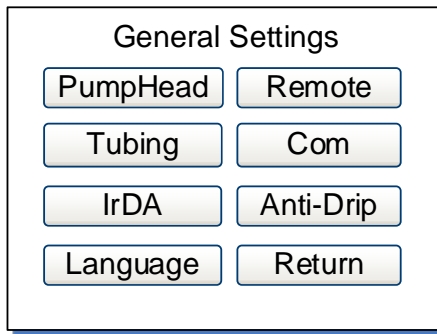 General Settings
PumpHead Remote
Tubing Com
IrDA Anti-Drip
Language Return